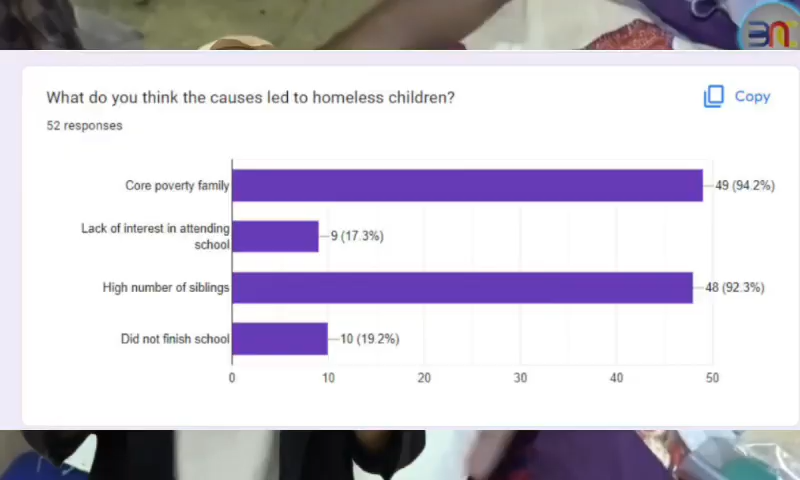 BNC
What do you think the causes led to homeless children?
Copy
52 responses
Core poverty family
49 (94.2%)
Lack of interest in attending
school
9 (17.3%)
High number of siblings
48 (92.3%)
Did not finish school
10 (19.2%)
0 10 20 30 40 50